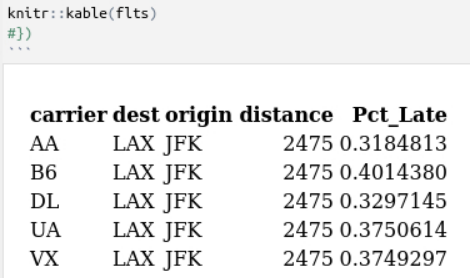 knitr::kable(flts)
#})
```
carrier dest origin distance Pct_Late
AA LAX JFK 2475 0.3184813
B6 LAX JFK 2475 0.4014380
DL LAX JFK 2475 0.3297145
UA LAX JFK 2475 0.3750614
VX LAX JFK 2475 0.3749297